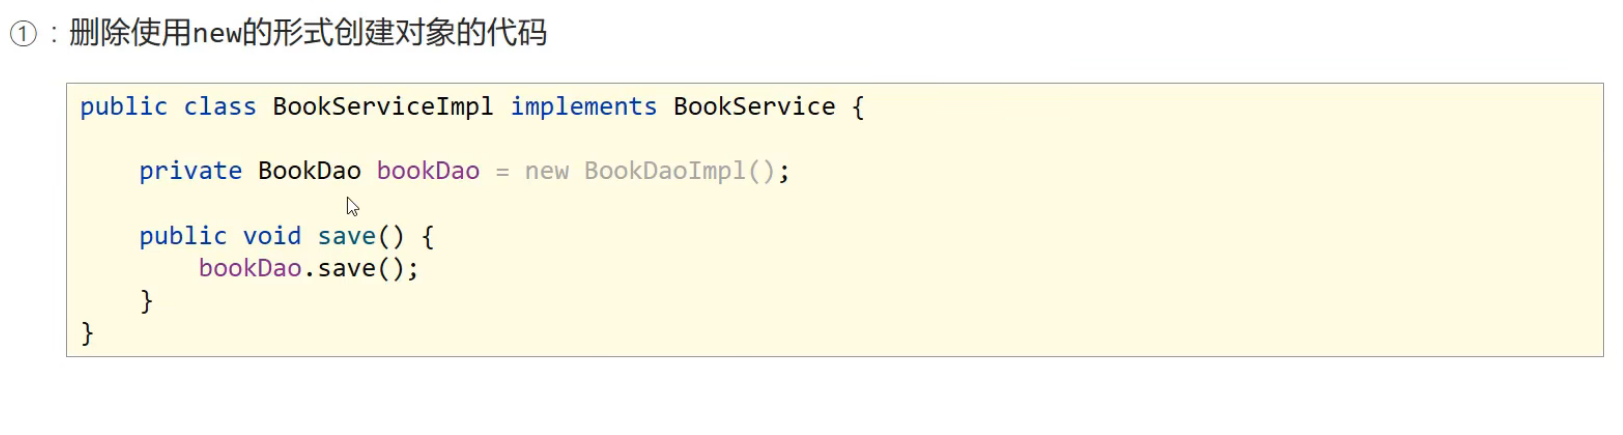 ①：删除使用new的形式创建对象的代码
public class BookServiceImpl implements BookService {
private BookDao bookDao = new BookDaoImpl();
public void save() {
bookDao.save();
}
}